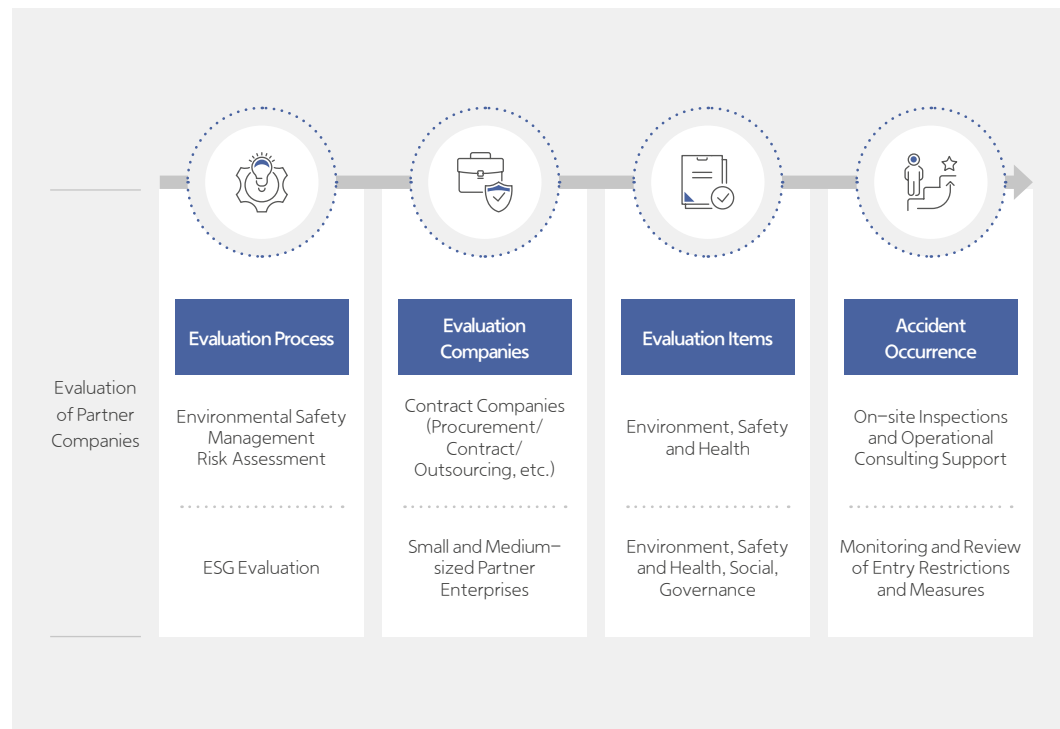 Evaluation
of Partner
Companies
Evaluation Process
Environmental Safety
Management
Risk Assessment
ESG Evaluation
Evaluation
Companies
Contract Companies
(Procurement/
Contract/
Outsourcing, etc.)
Small and Medium-
sized Partner
Enterprises
Evaluation Items
Environment, Safety
and Health
Environment, Safety
and Health, Social,
Governance
Accident
Occurrence
On-site Inspections
and Operational
Consulting Support
Monitoring and Review
of Entry Restrictions
and Measures